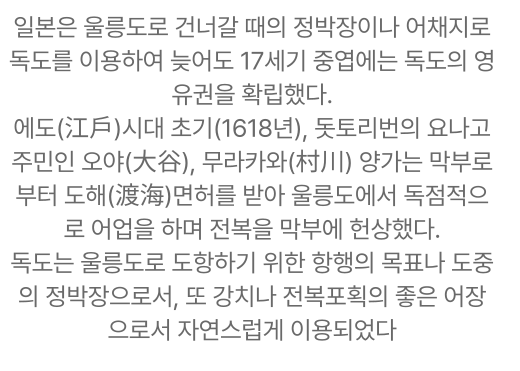 일본은 울릉도로 건너갈 때의 정박장이나 어채지로
독도를 이용하여 늦어도 17세기 중엽에는 독도의 영
유권을 확립했다.
에도(江戶)시대 초기(1618년), 돗토리번의 요나고
주민인 오야(大谷), 무라카와(村川) 양가는 막부로
부터 도해(渡海)면허를 받아 울릉도에서 독점적으
로 어업을 하며 전복을 막부에 헌상했다.
독도는 울릉도로 도항하기 위한 항행의 목표나 도중
의 정박장으로서, 또 강치나 전복포획의 좋은 어장
으로서 자연스럽게 이용되었다